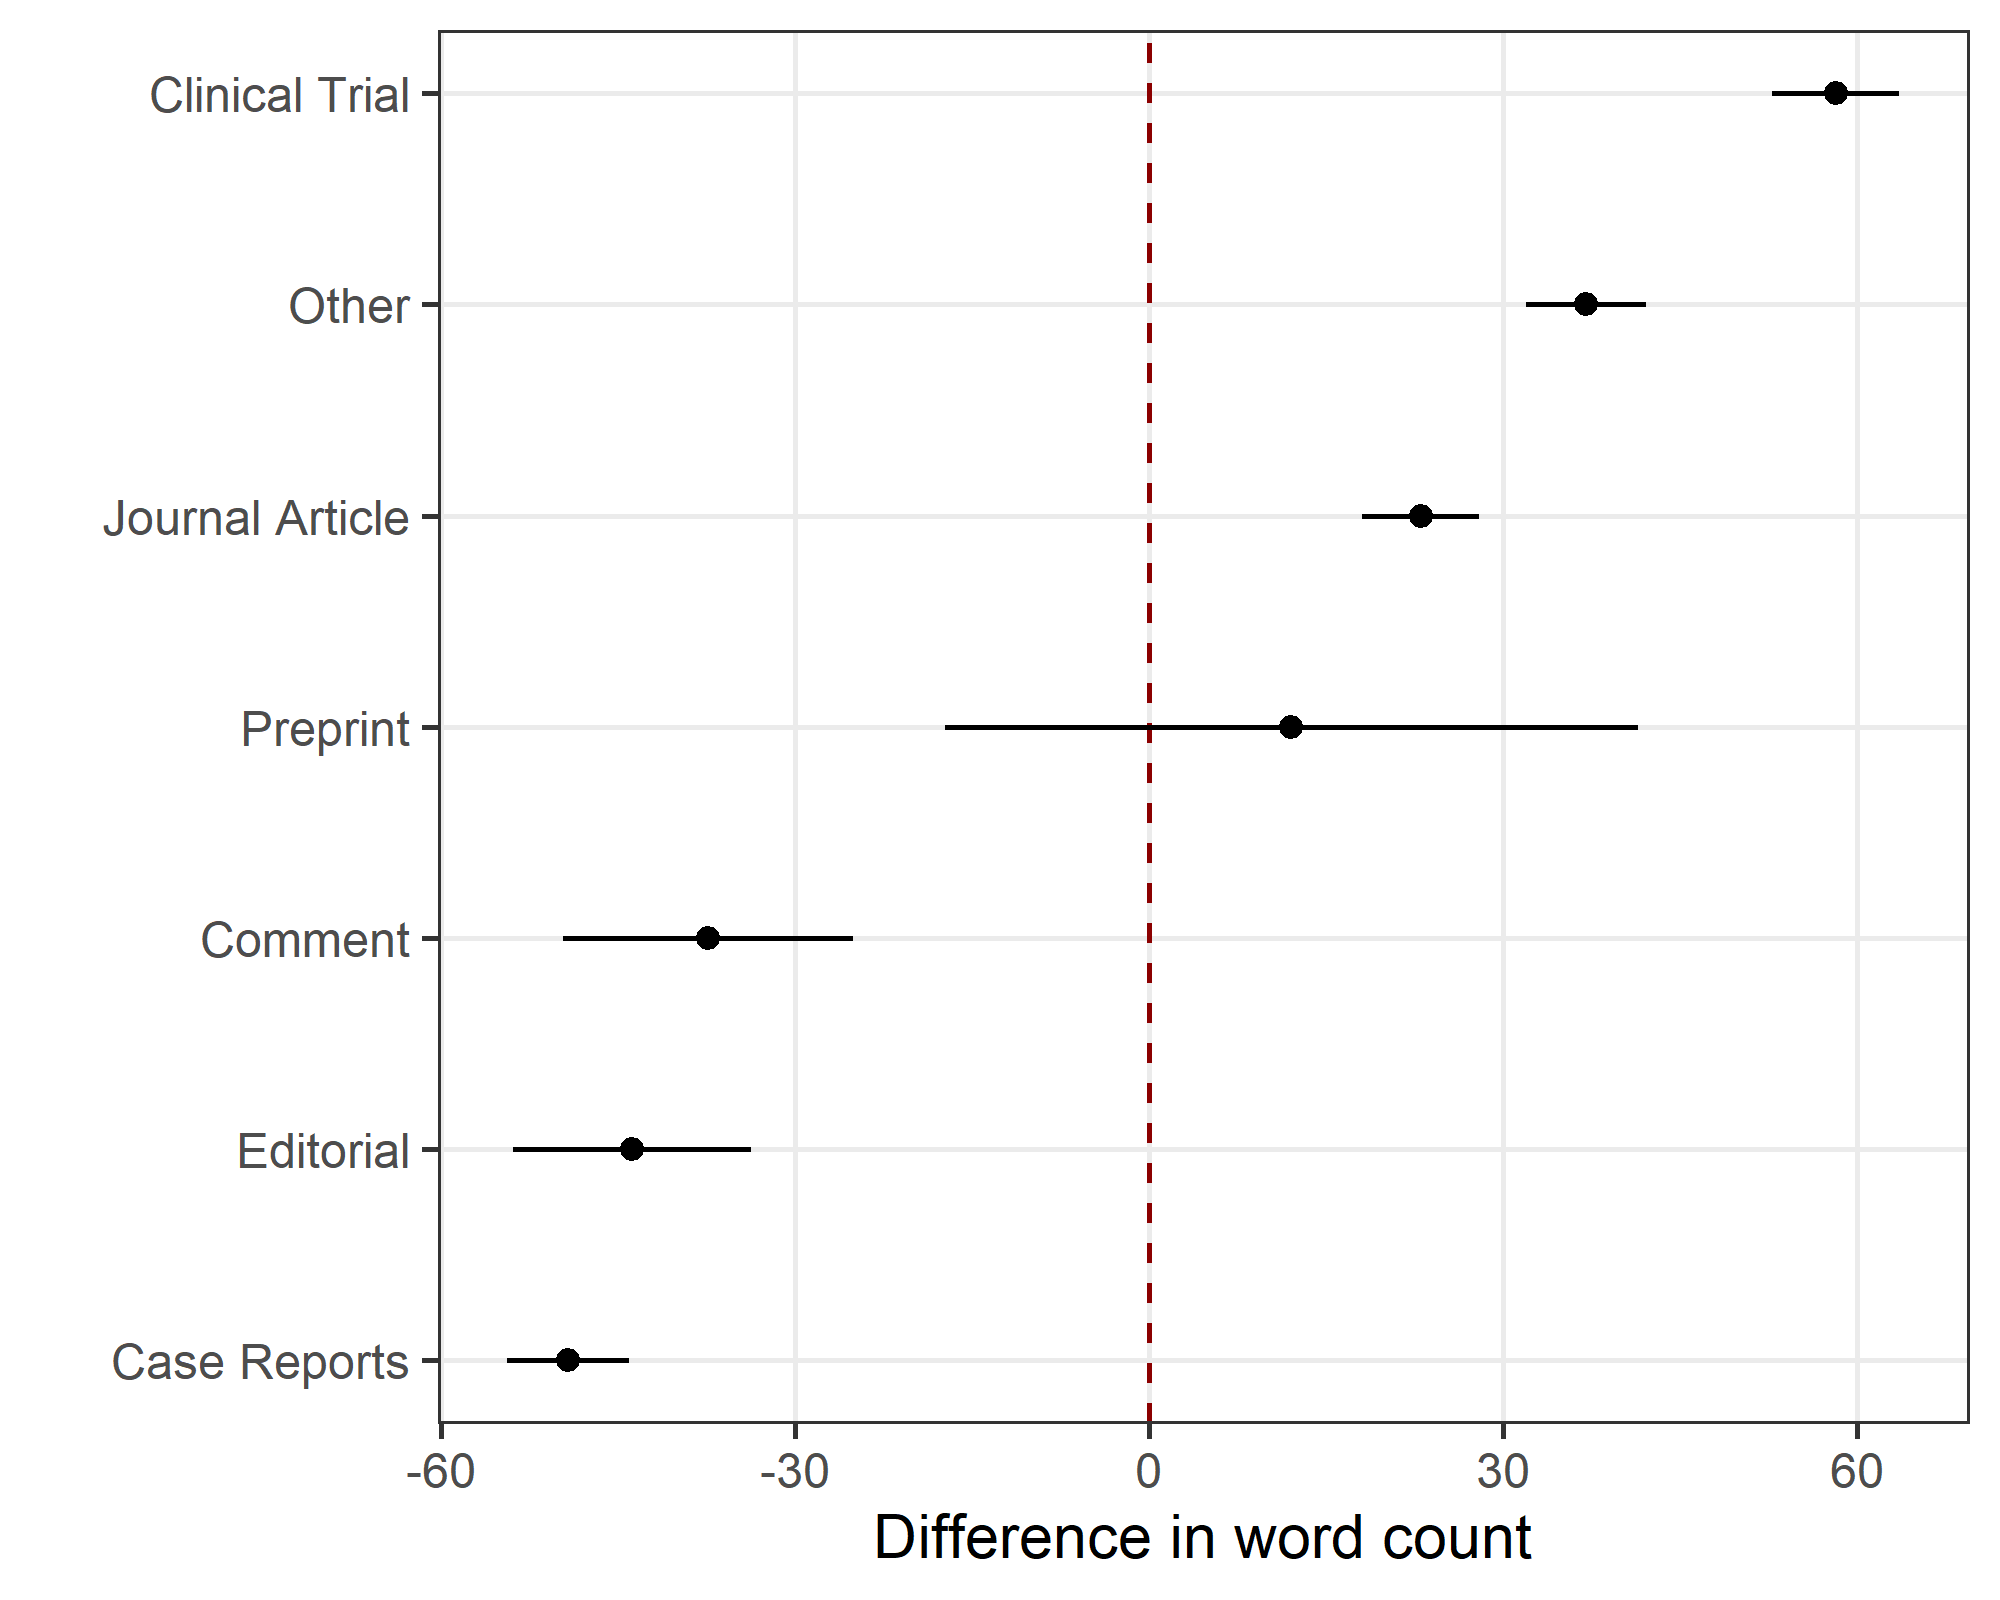 Clinical Trial
Other
Journal Article
Preprint
Comment
Editorial
Case Reports
-60 -30 0 30 60
Difference in word count